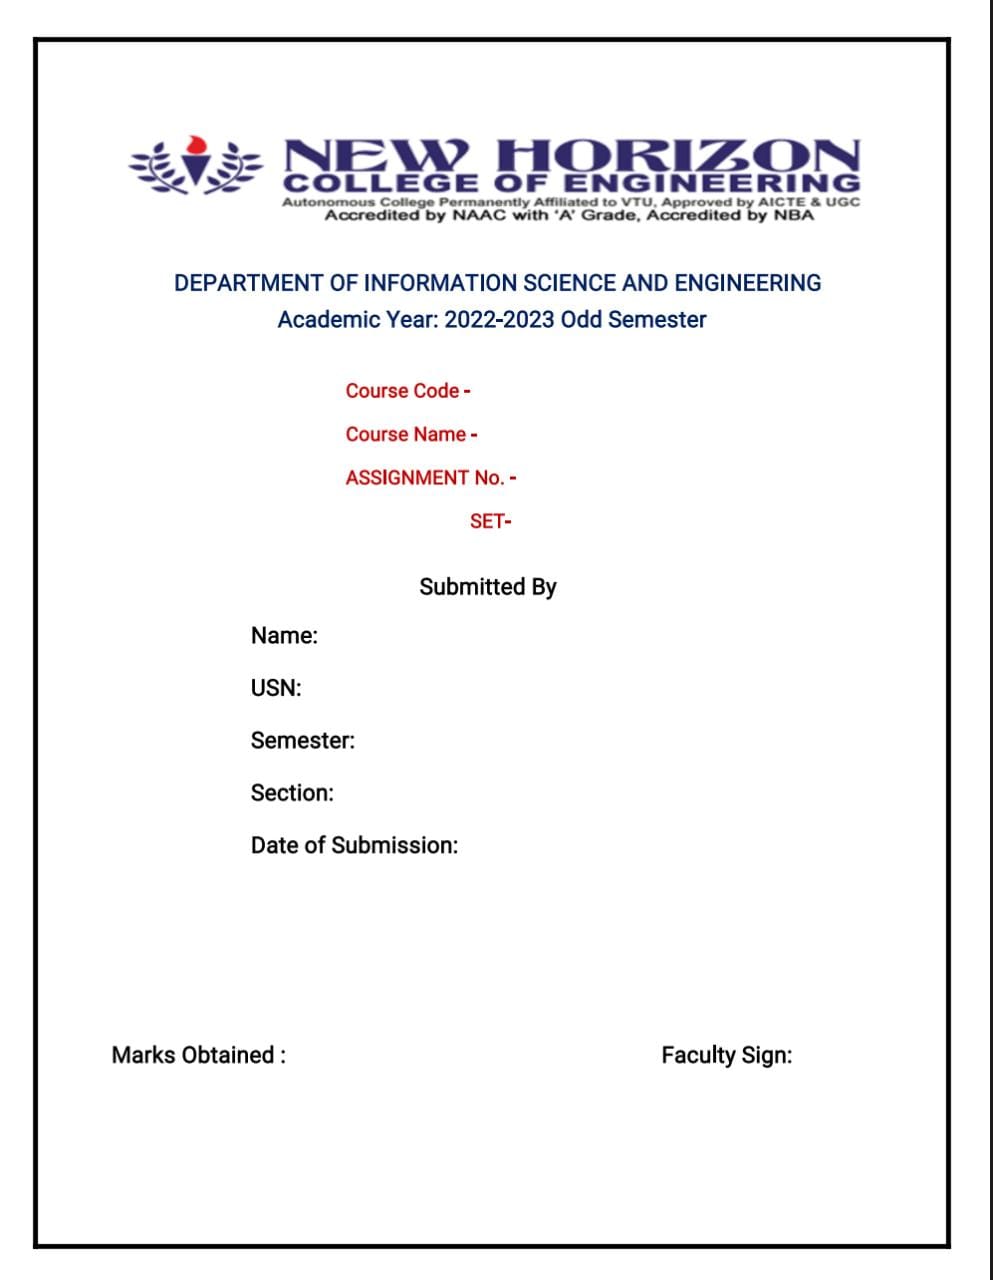 NEW HORIZON
COLLEGE OF ENGINEERING
Autonomous College Permanently Affiliated to VTU, Approved by AICTE & UGC
Accredited by NAAC with 'A' Grade, Accredited by NBA
DEPARTMENT OF INFORMATION SCIENCE AND ENGINEERING
Academic Year: 2022-2023 Odd Semester
Course Code -
Course Name -
ASSIGNMENT No. -
SET-
Submitted By
Name:
USN:
Semester:
Section:
Date of Submission:
Marks Obtained : Faculty Sign: